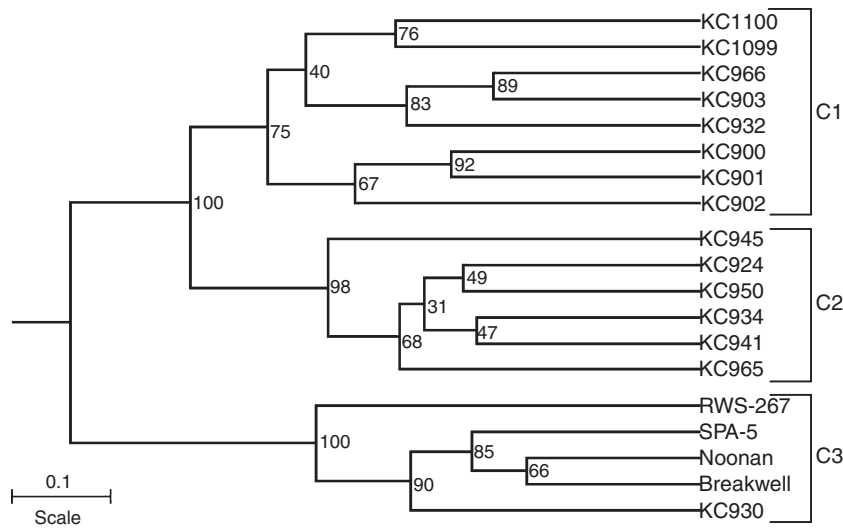 KC1100
76
KC1099
40
KC966
89
KC903
83
KC932
C1
75
KC900
92
KC901
67
KC902
100
KC945
KC924
49
KC950
98
31
KC934
47
KC941
68
KC965
C2
RWS-267
100
SPA-5
85
Noonan
66
Breakwell
90
KC930
C3
0.1
Scale